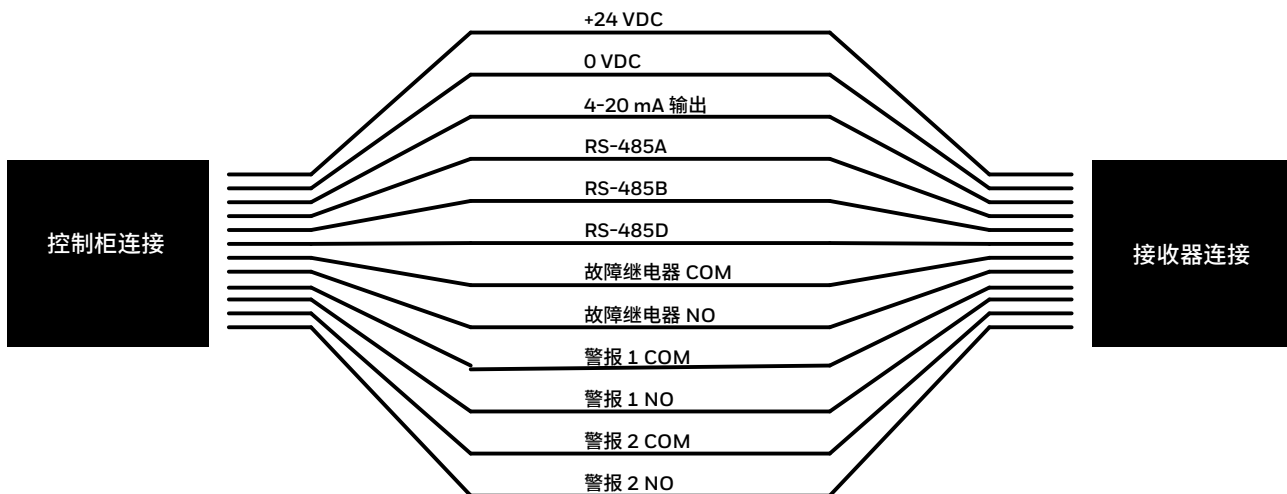 +24 VDC
0 VDC
4-20 mA 输出
RS-485A
RS-485B
RS-485D
控制柜连接
接收器连接
故障继电器 COM
故障继电器 NO
警报 1 COM
警报 1 NO
警报 2 COM
警报 2 NO